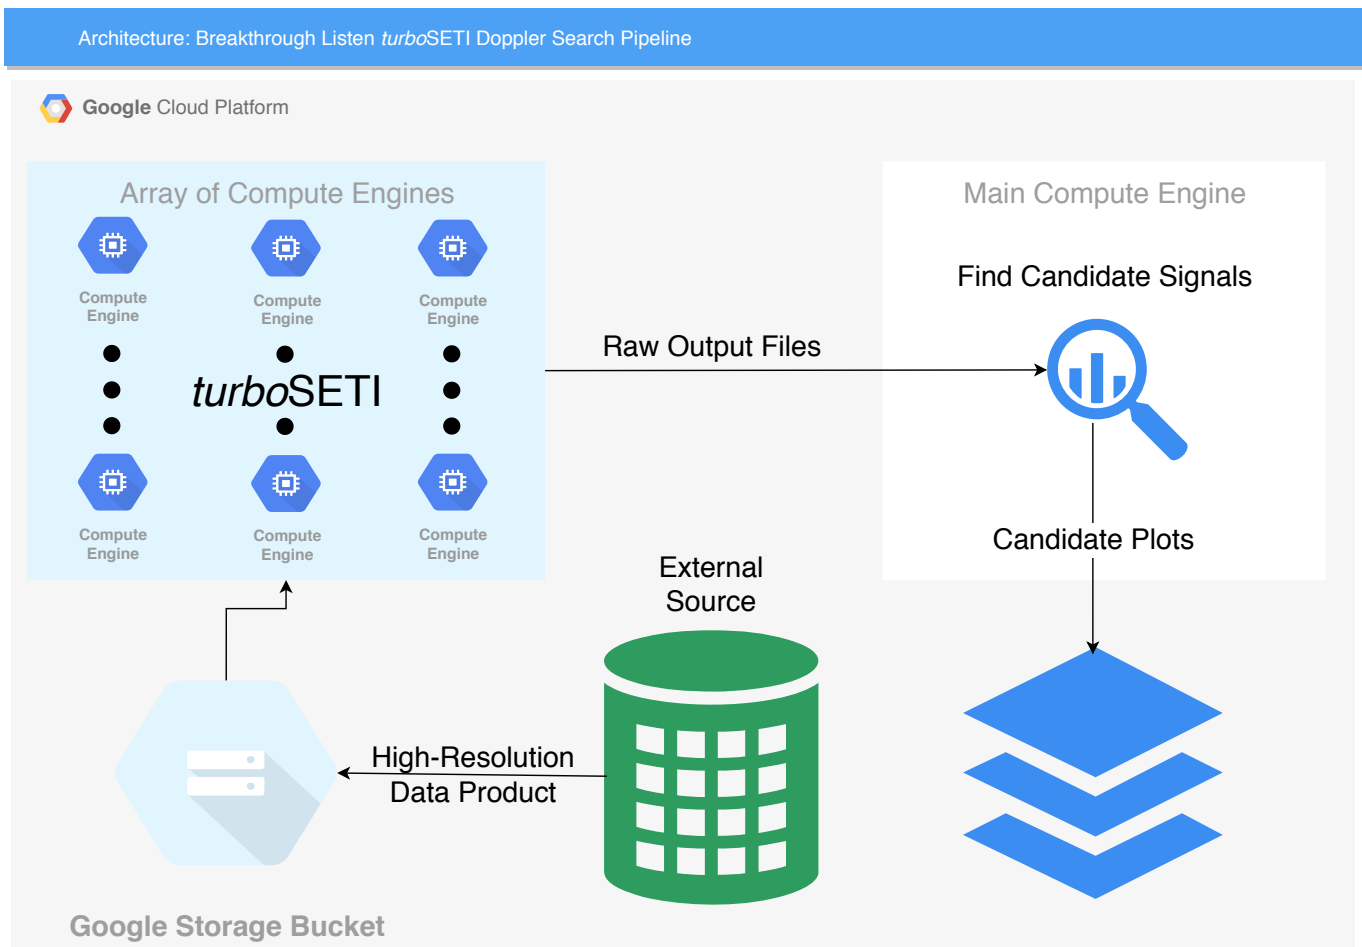 Architecture: Breakthrough Listen turboSETI Doppler Search Pipeline
Google Cloud Platform
Array of Compute Engines
Compute
Engine
Compute
Engine
Compute
Engine
turboSETI
Compute
Engine
Compute
Engine
Compute
Engine
Raw Output Files
Main Compute Engine
Find Candidate Signals
Candidate Plots
External
Source
High-Resolution
Data Product
Google Storage Bucket